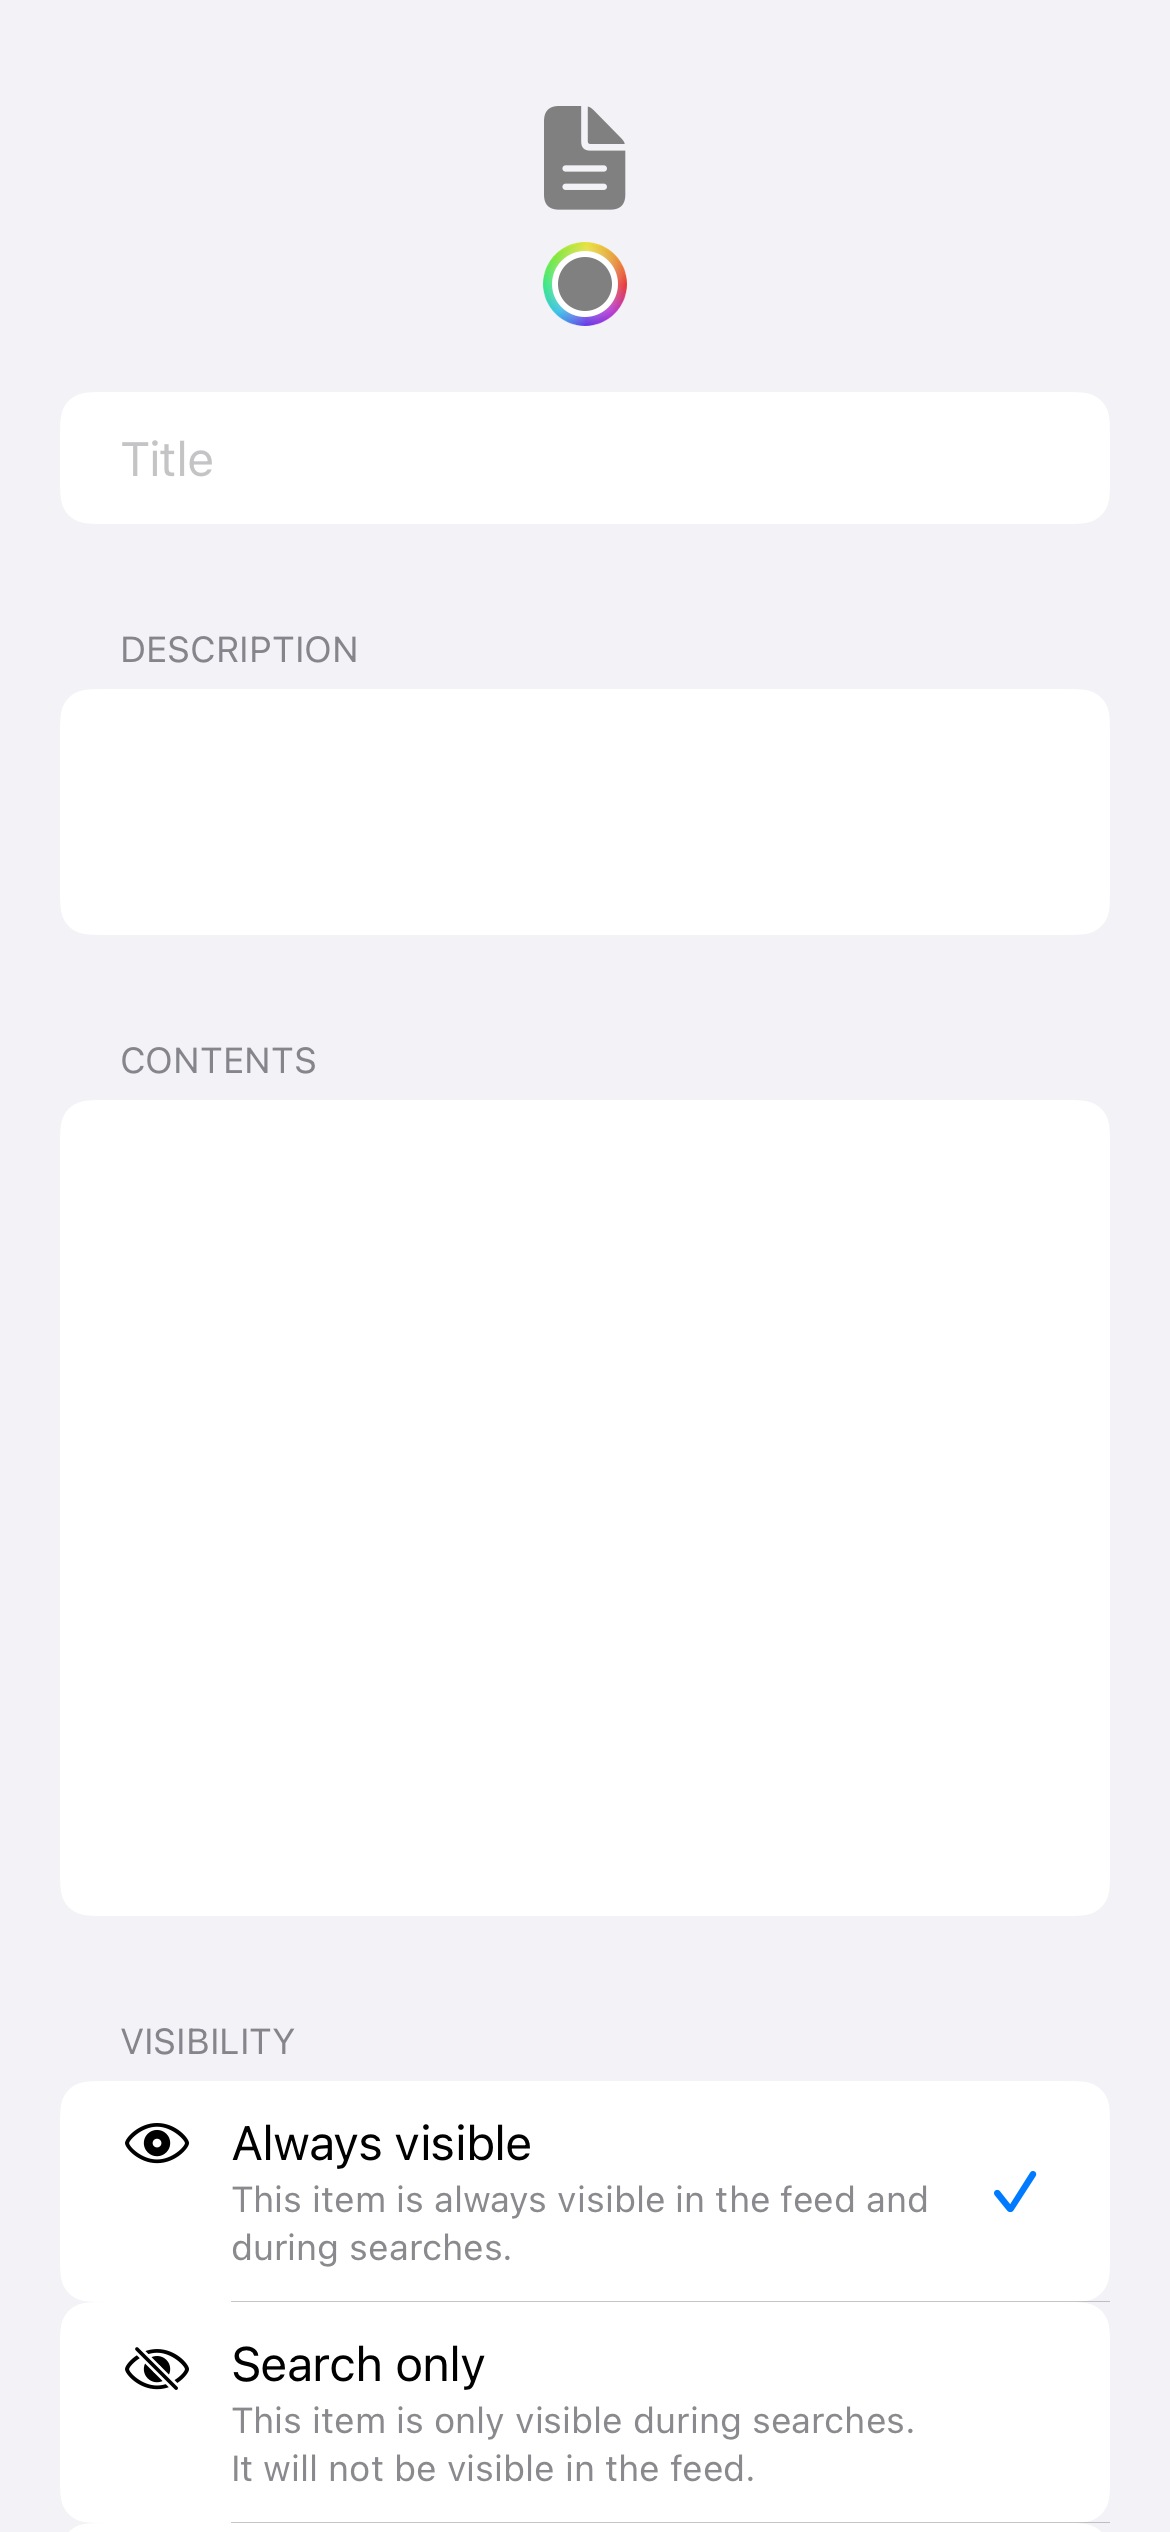 Title
DESCRIPTION
CONTENTS
VISIBILITY
Always visible
This item is always visible in the feed and
during searches.
Search only
This item is only visible during searches.
It will not be visible in the feed.